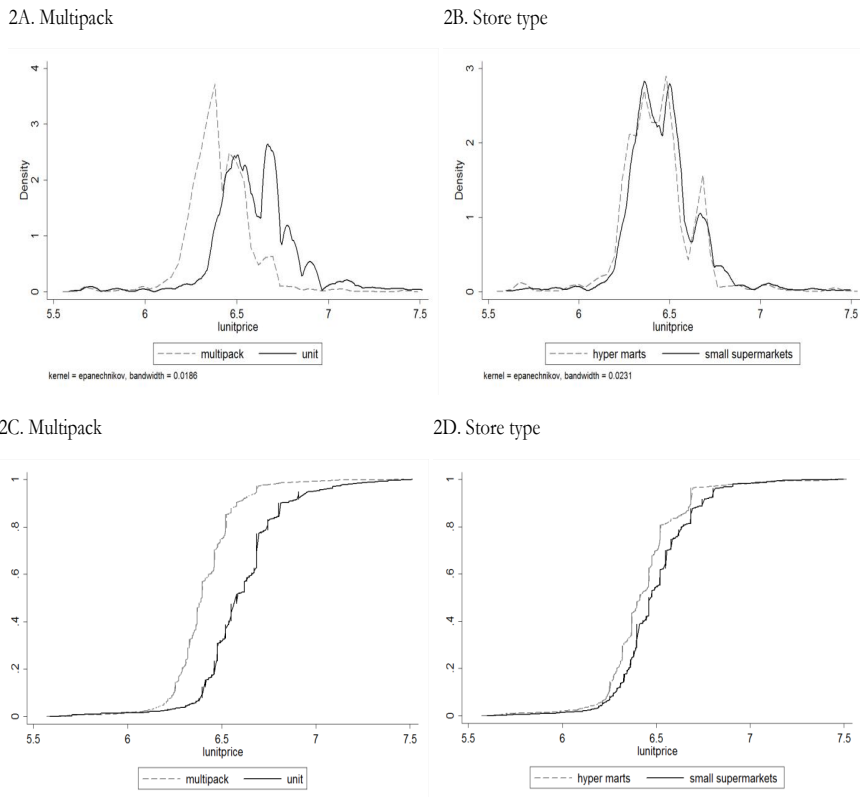 2A. Multipack
2B. Store type
4
3
2
1
0
Density
5.5 6 6.5 7 7.5
lunitprice
multipack unit
kernel = epanechnikov, bandwidth = 0.0186
3
2
1
0
Density
5.5 6 6.5 7 7.5
lunitprice
hyper marts small supermarkets
kernel = epanechnikov, bandwidth = 0.0231
2C. Multipack
2D. Store type
1
.8
.6
.4
.2
0
5.5 6 6.5 7 7.5
lunitprice
multipack unit
1
.8
.6
.4
.2
0
5.5 6 6.5 7 7.5
lunitprice
hyper marts small supermarkets